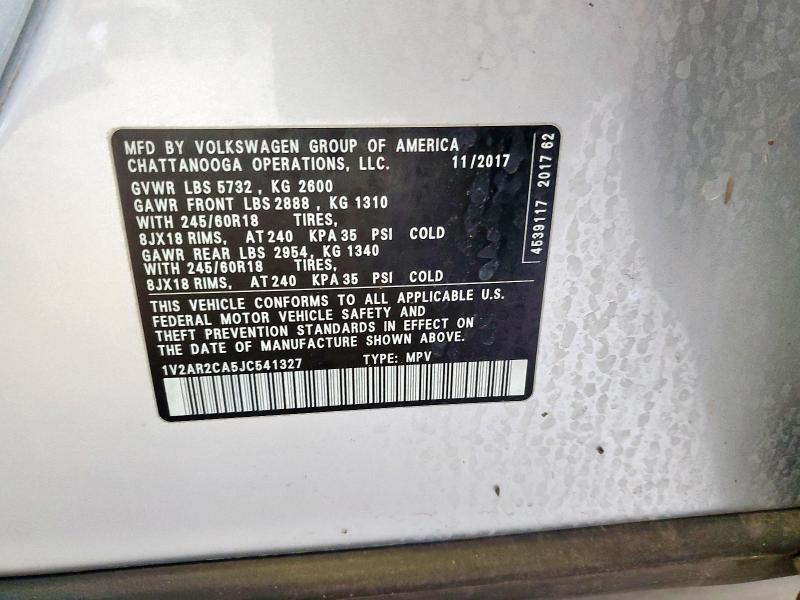 MFD BY VOLKSWAGEN GROUP OF AMERICA
CHATTANOOGA OPERATIONS, LLC. 11/2017
GVWR LBS 5732 , KG 2600
GAWR FRONT LBS 2888 , KG 1310
WITH 245/60R18 TIRES,
8JX18 RIMS, AT 240 KPA 35 PSI COLD
GAWR REAR LBS 2954, KG 1340
WITH 245/60R18 TIRES,
8JX18 RIMS, AT 240 KPA 35 PSI COLD
THIS VEHICLE CONFORMS TO ALL APPLICABLE U.S.
FEDERAL MOTOR VEHICLE SAFETY AND
THEFT PREVENTION STANDARDS IN EFFECT ON
THE DATE OF MANUFACTURE SHOWN ABOVE.
1V2AR2CA5JC541327 TYPE: MPV
4539117 2017 62